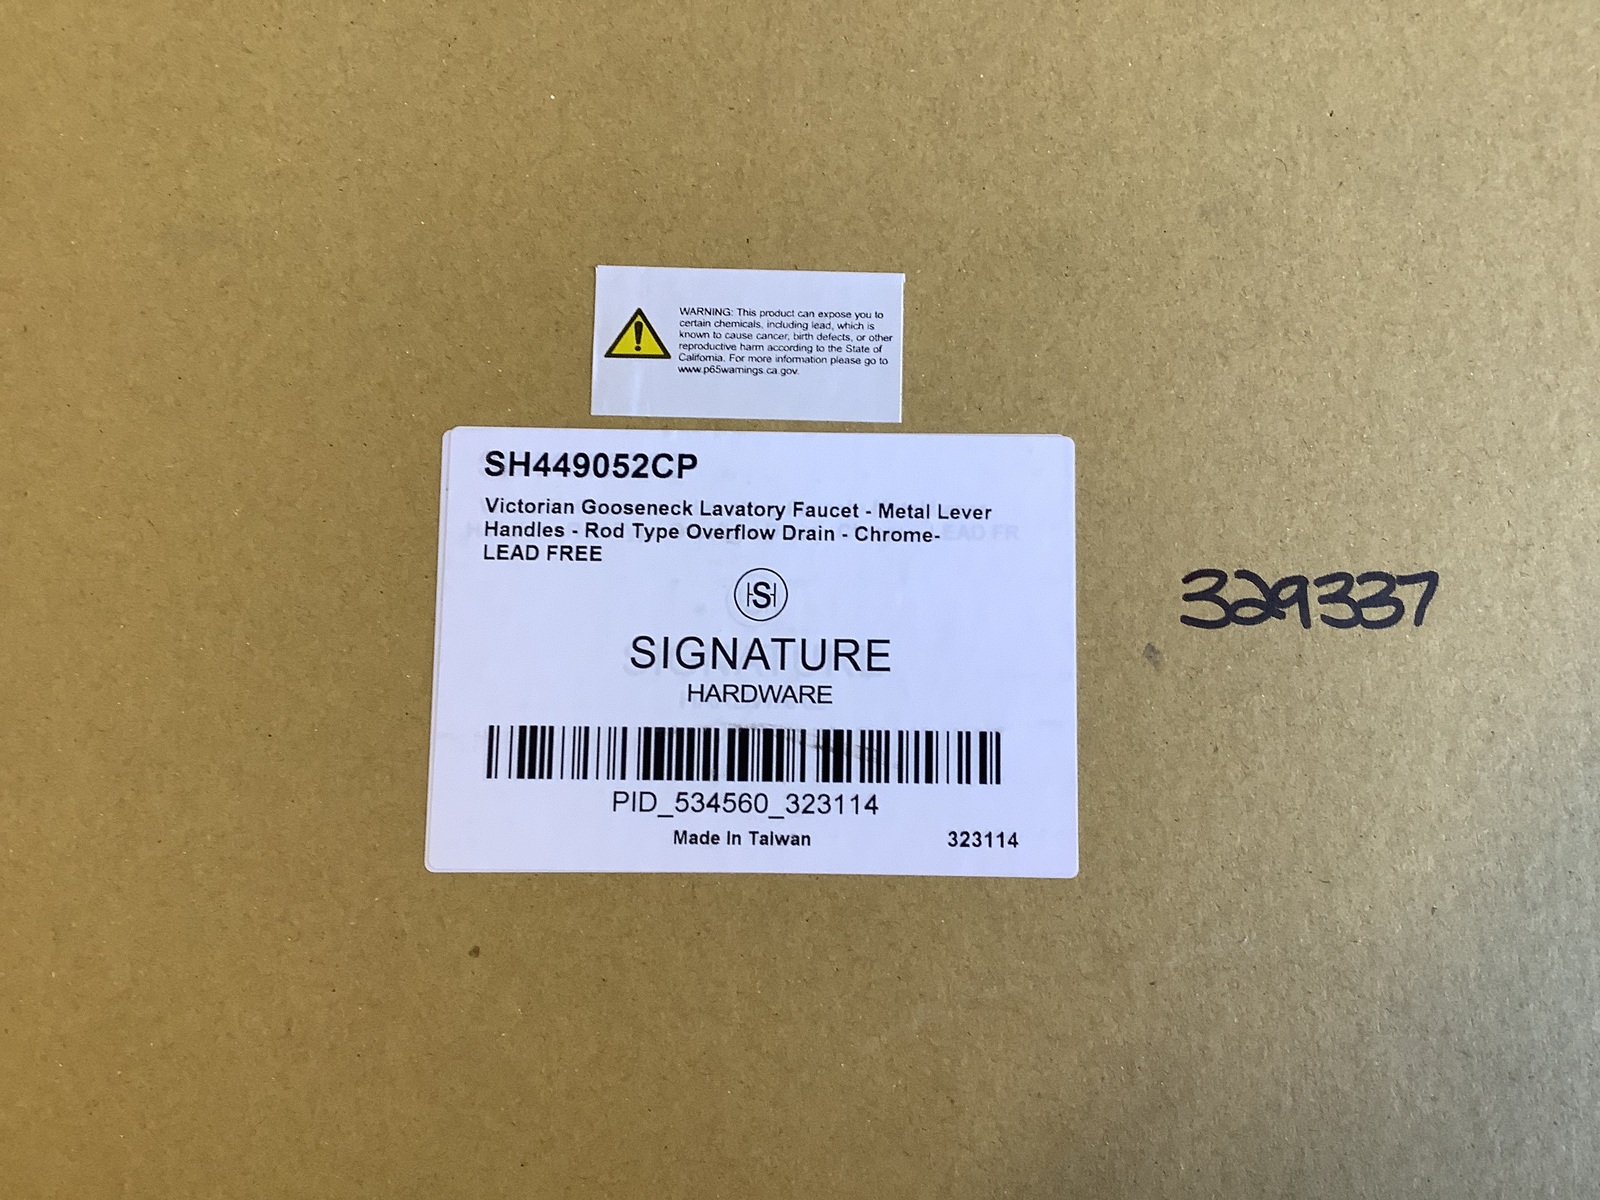 WARNING: This product can expose you to
certain chemicals, including lead, which is
known to cause cancer, birth defects, or other
reproductive harm according to the State of
California. For more information please go to
www.p65warnings.ca.gov.
SH449052CP
Victorian Gooseneck Lavatory Faucet - Metal Lever
Handles - Rod Type Overflow Drain - Chrome-
LEAD FREE
HSH
SIGNATURE
HARDWARE
PID_534560_323114
Made In Taiwan
323114
329337